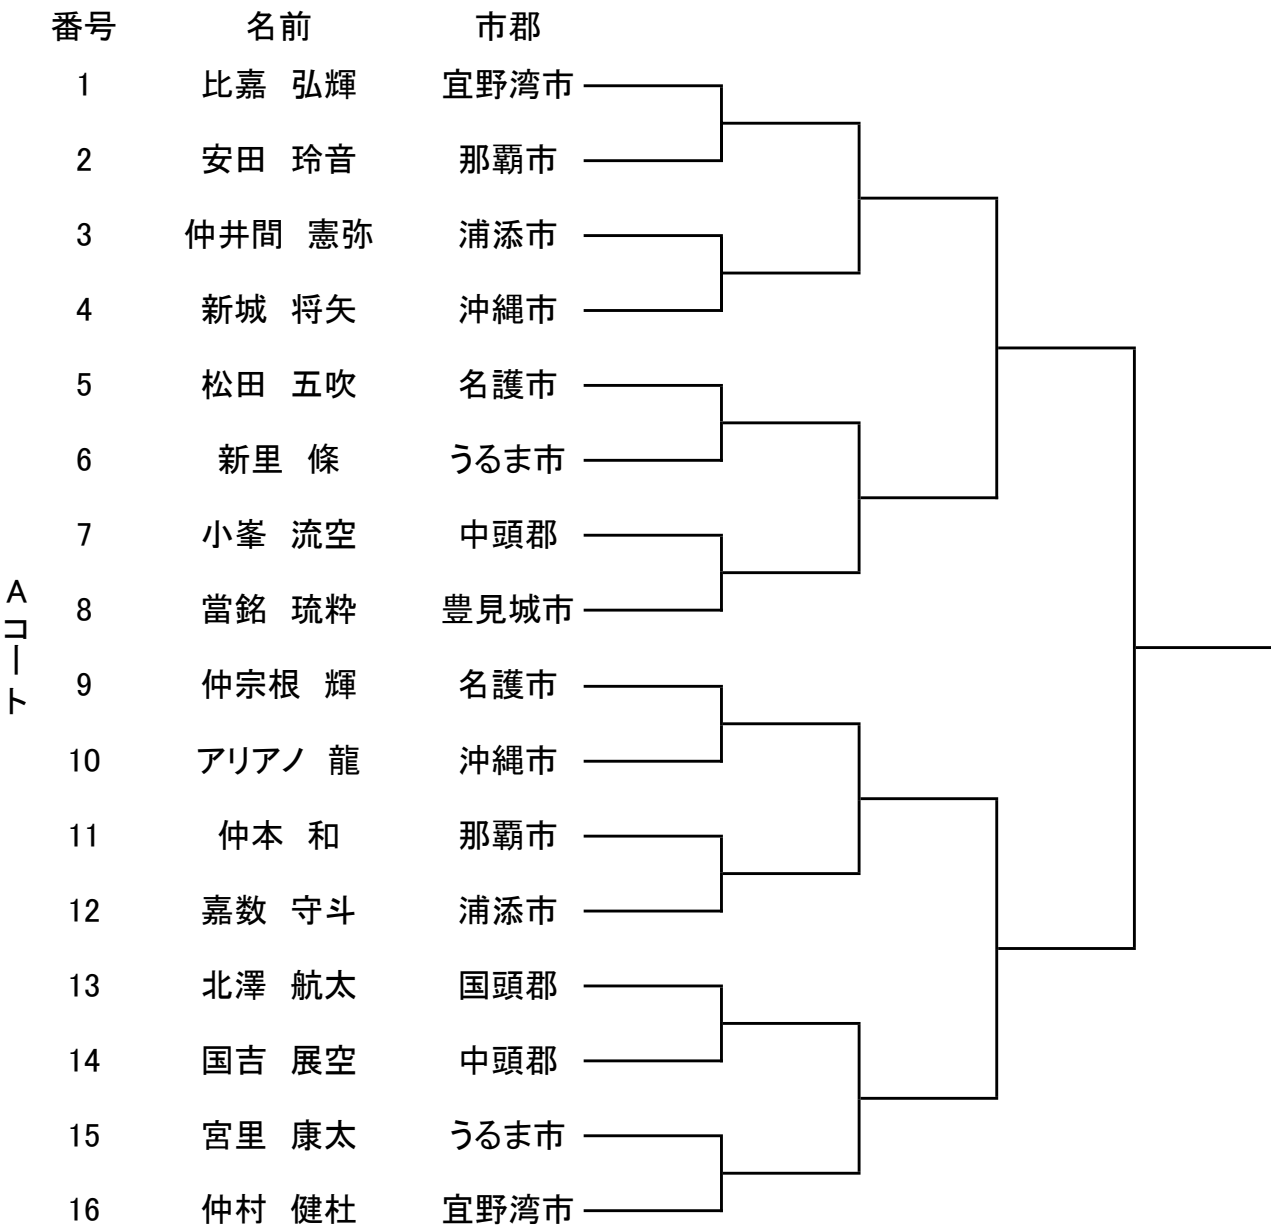 番号 名前 市郡
1 比嘉 弘輝 宜野湾市
2 安田 玲音 那覇市
3 仲井間 憲弥 浦添市
4 新城 将矢 沖縄市
5 松田 五吹 名護市
6 新里 條 うるま市
7 小峯 流空 中頭郡
8 當銘 琉粋 豊見城市
9 仲宗根 輝 名護市
10 アリアノ 龍 沖縄市
11 仲本 和 那覇市
12 嘉数 守斗 浦添市
13 北澤 航太 国頭郡
14 国吉 展空 中頭郡
15 宮里 康太 うるま市
16 仲村 健杜 宜野湾市
Aコート